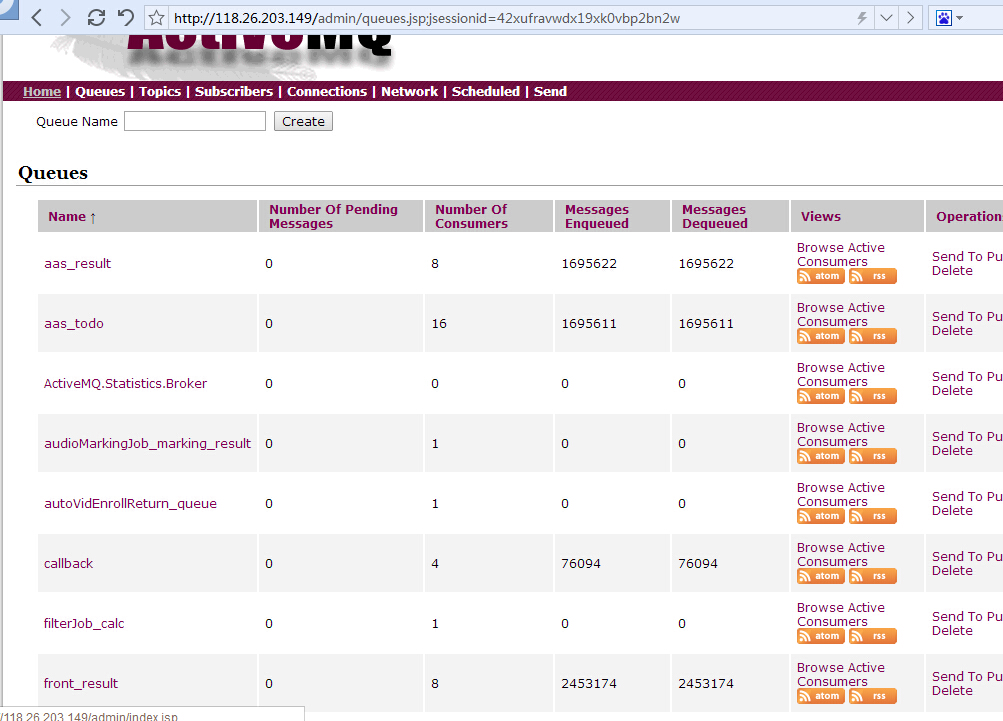 http://118.26.203.149/admin/queues.jsp;jsessionid=42xufravwdx19xk0vbp2bn2w
ActiveMQ
Home | Queues | Topics | Subscribers | Connections | Network | Scheduled | Send
Queue Name Create
Queues
Name ↑ Number Of Pending Messages Number Of Consumers Messages Enqueued Messages Dequeued Views Operation
aas_result 0 8 1695622 1695622 Browse Active Consumers atom rss Send To Pu Delete
aas_todo 0 16 1695611 1695611 Browse Active Consumers atom rss Send To Pu Delete
ActiveMQ.Statistics.Broker 0 0 0 0 Browse Active Consumers atom rss Send To Pu Delete
audioMarkingJob_marking_result 0 1 0 0 Browse Active Consumers atom rss Send To Pu Delete
autoVidEnrollReturn_queue 0 1 0 0 Browse Active Consumers atom rss Send To Pu Delete
callback 0 4 76094 76094 Browse Active Consumers atom rss Send To Pu Delete
filterJob_calc 0 1 0 0 Browse Active Consumers atom rss Send To Pu Delete
front_result 0 8 2453174 2453174 Browse Active Consumers atom rss Send To Pu Delete
/118.26.203.149/admin/index.jsp